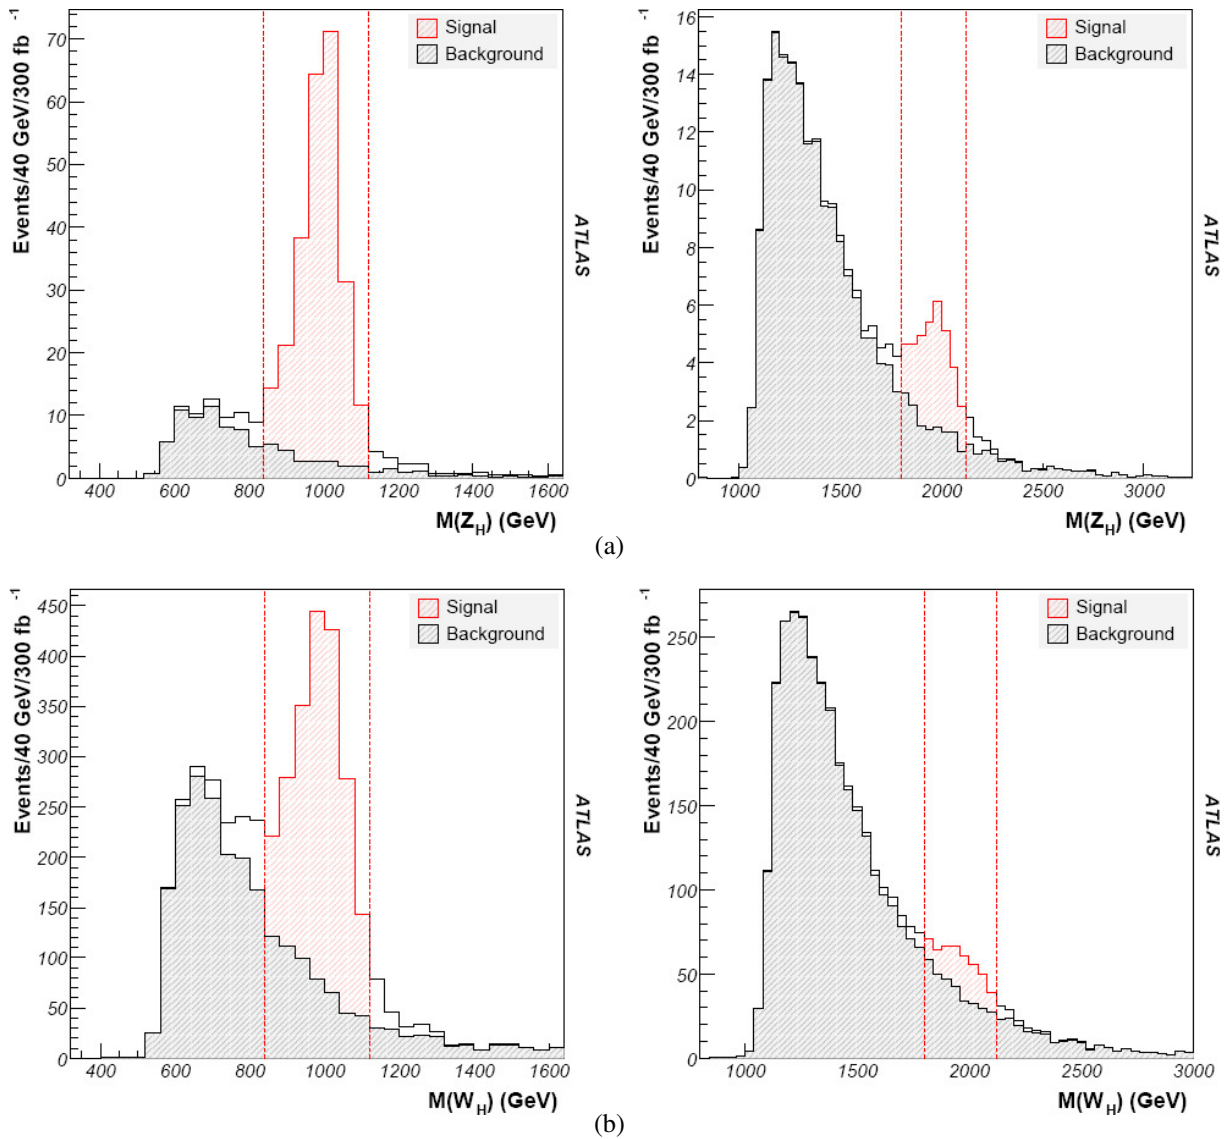 Events/40 GeV/300 fb⁻¹
70
60
50
40
30
20
10
0
400 600 800 1000 1200 1400 1600
M(Z_H) (GeV)
Signal
Background
ATLAS
Events/40 GeV/300 fb⁻¹
16
14
12
10
8
6
4
2
0
1000 1500 2000 2500 3000
M(Z_H) (GeV)
Signal
Background
ATLAS
(a)
Events/40 GeV/300 fb⁻¹
450
400
350
300
250
200
150
100
50
0
400 600 800 1000 1200 1400 1600
M(W_H) (GeV)
Signal
Background
ATLAS
Events/40 GeV/300 fb⁻¹
250
200
150
100
50
0
1000 1500 2000 2500 3000
M(W_H) (GeV)
Signal
Background
ATLAS
(b)